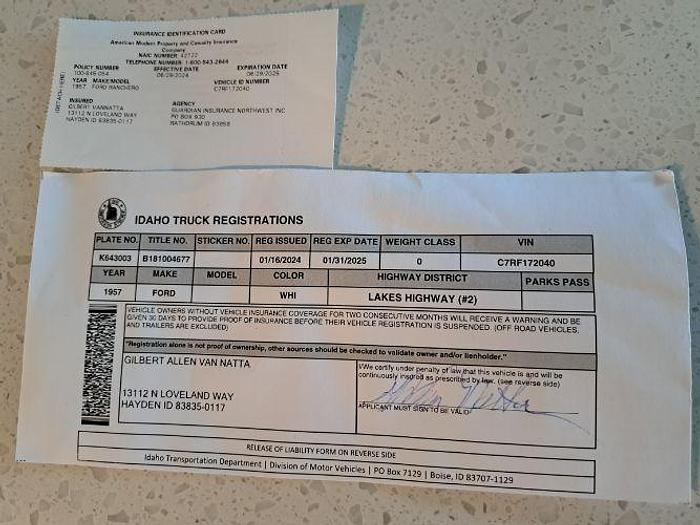 INSURANCE IDENTIFICATION CARD
American Modern Property and Casualty Insurance
Company
NAIC NUMBER 42722
TELEPHONE NUMBER 1-800-543-2644
POLICY NUMBER EFFECTIVE DATE EXPIRATION DATE
100-845-054 06/29/2024 06/29/2025
YEAR MAKE/MODEL VEHICLE ID NUMBER
1957 FORD RANCHERO C7RF172040
INSURED AGENCY
GILBERT VANNATTA GUARDIAN INSURANCE NORTHWEST INC
13112 N LOVELAND WAY PO BOX 930
HAYDEN ID 83835-0117 RATHDRUM ID 83858
IDAHO TRUCK REGISTRATIONS
PLATE NO. TITLE NO. STICKER NO. REG ISSUED REG EXP DATE WEIGHT CLASS VIN
K643003 B181004677 01/16/2024 01/31/2025 0 C7RF172040
YEAR MAKE MODEL COLOR HIGHWAY DISTRICT PARKS PASS
1957 FORD WHI LAKES HIGHWAY (#2)
VEHICLE OWNERS WITHOUT VEHICLE INSURANCE COVERAGE FOR TWO CONSECUTIVE MONTHS WILL RECEIVE A WARNING AND BE
GIVEN 30 DAYS TO PROVIDE PROOF OF INSURANCE BEFORE THEIR VEHICLE REGISTRATION IS SUSPENDED. (OFF ROAD VEHICLES,
AND TRAILERS ARE EXCLUDED)
"Registration alone is not proof of ownership, other sources should be checked to validate owner and/or lienholder."
GILBERT ALLEN VAN NATTA
I/We certify under penalty of law that this vehicle is and will be
continuously insured as prescribed by law. (see reverse side)
13112 N LOVELAND WAY
HAYDEN ID 83835-0117
APPLICANT MUST SIGN TO BE VALID
RELEASE OF LIABILITY FORM ON REVERSE SIDE
Idaho Transportation Department | Division of Motor Vehicles | PO Box 7129 | Boise, ID 83707-1129